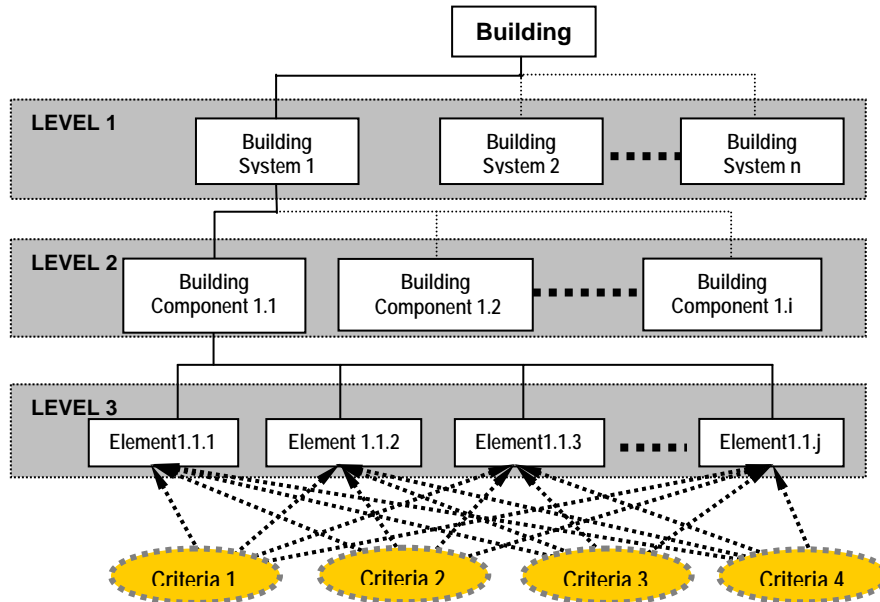 Building
LEVEL 1
Building
System 1
Building
System 2
Building
System n
LEVEL 2
Building
Component 1.1
Building
Component 1.2
Building
Component 1.i
LEVEL 3
Element1.1.1
Element 1.1.2
Element1.1.3
Element1.1.j
Criteria 1
Criteria 2
Criteria 3
Criteria 4